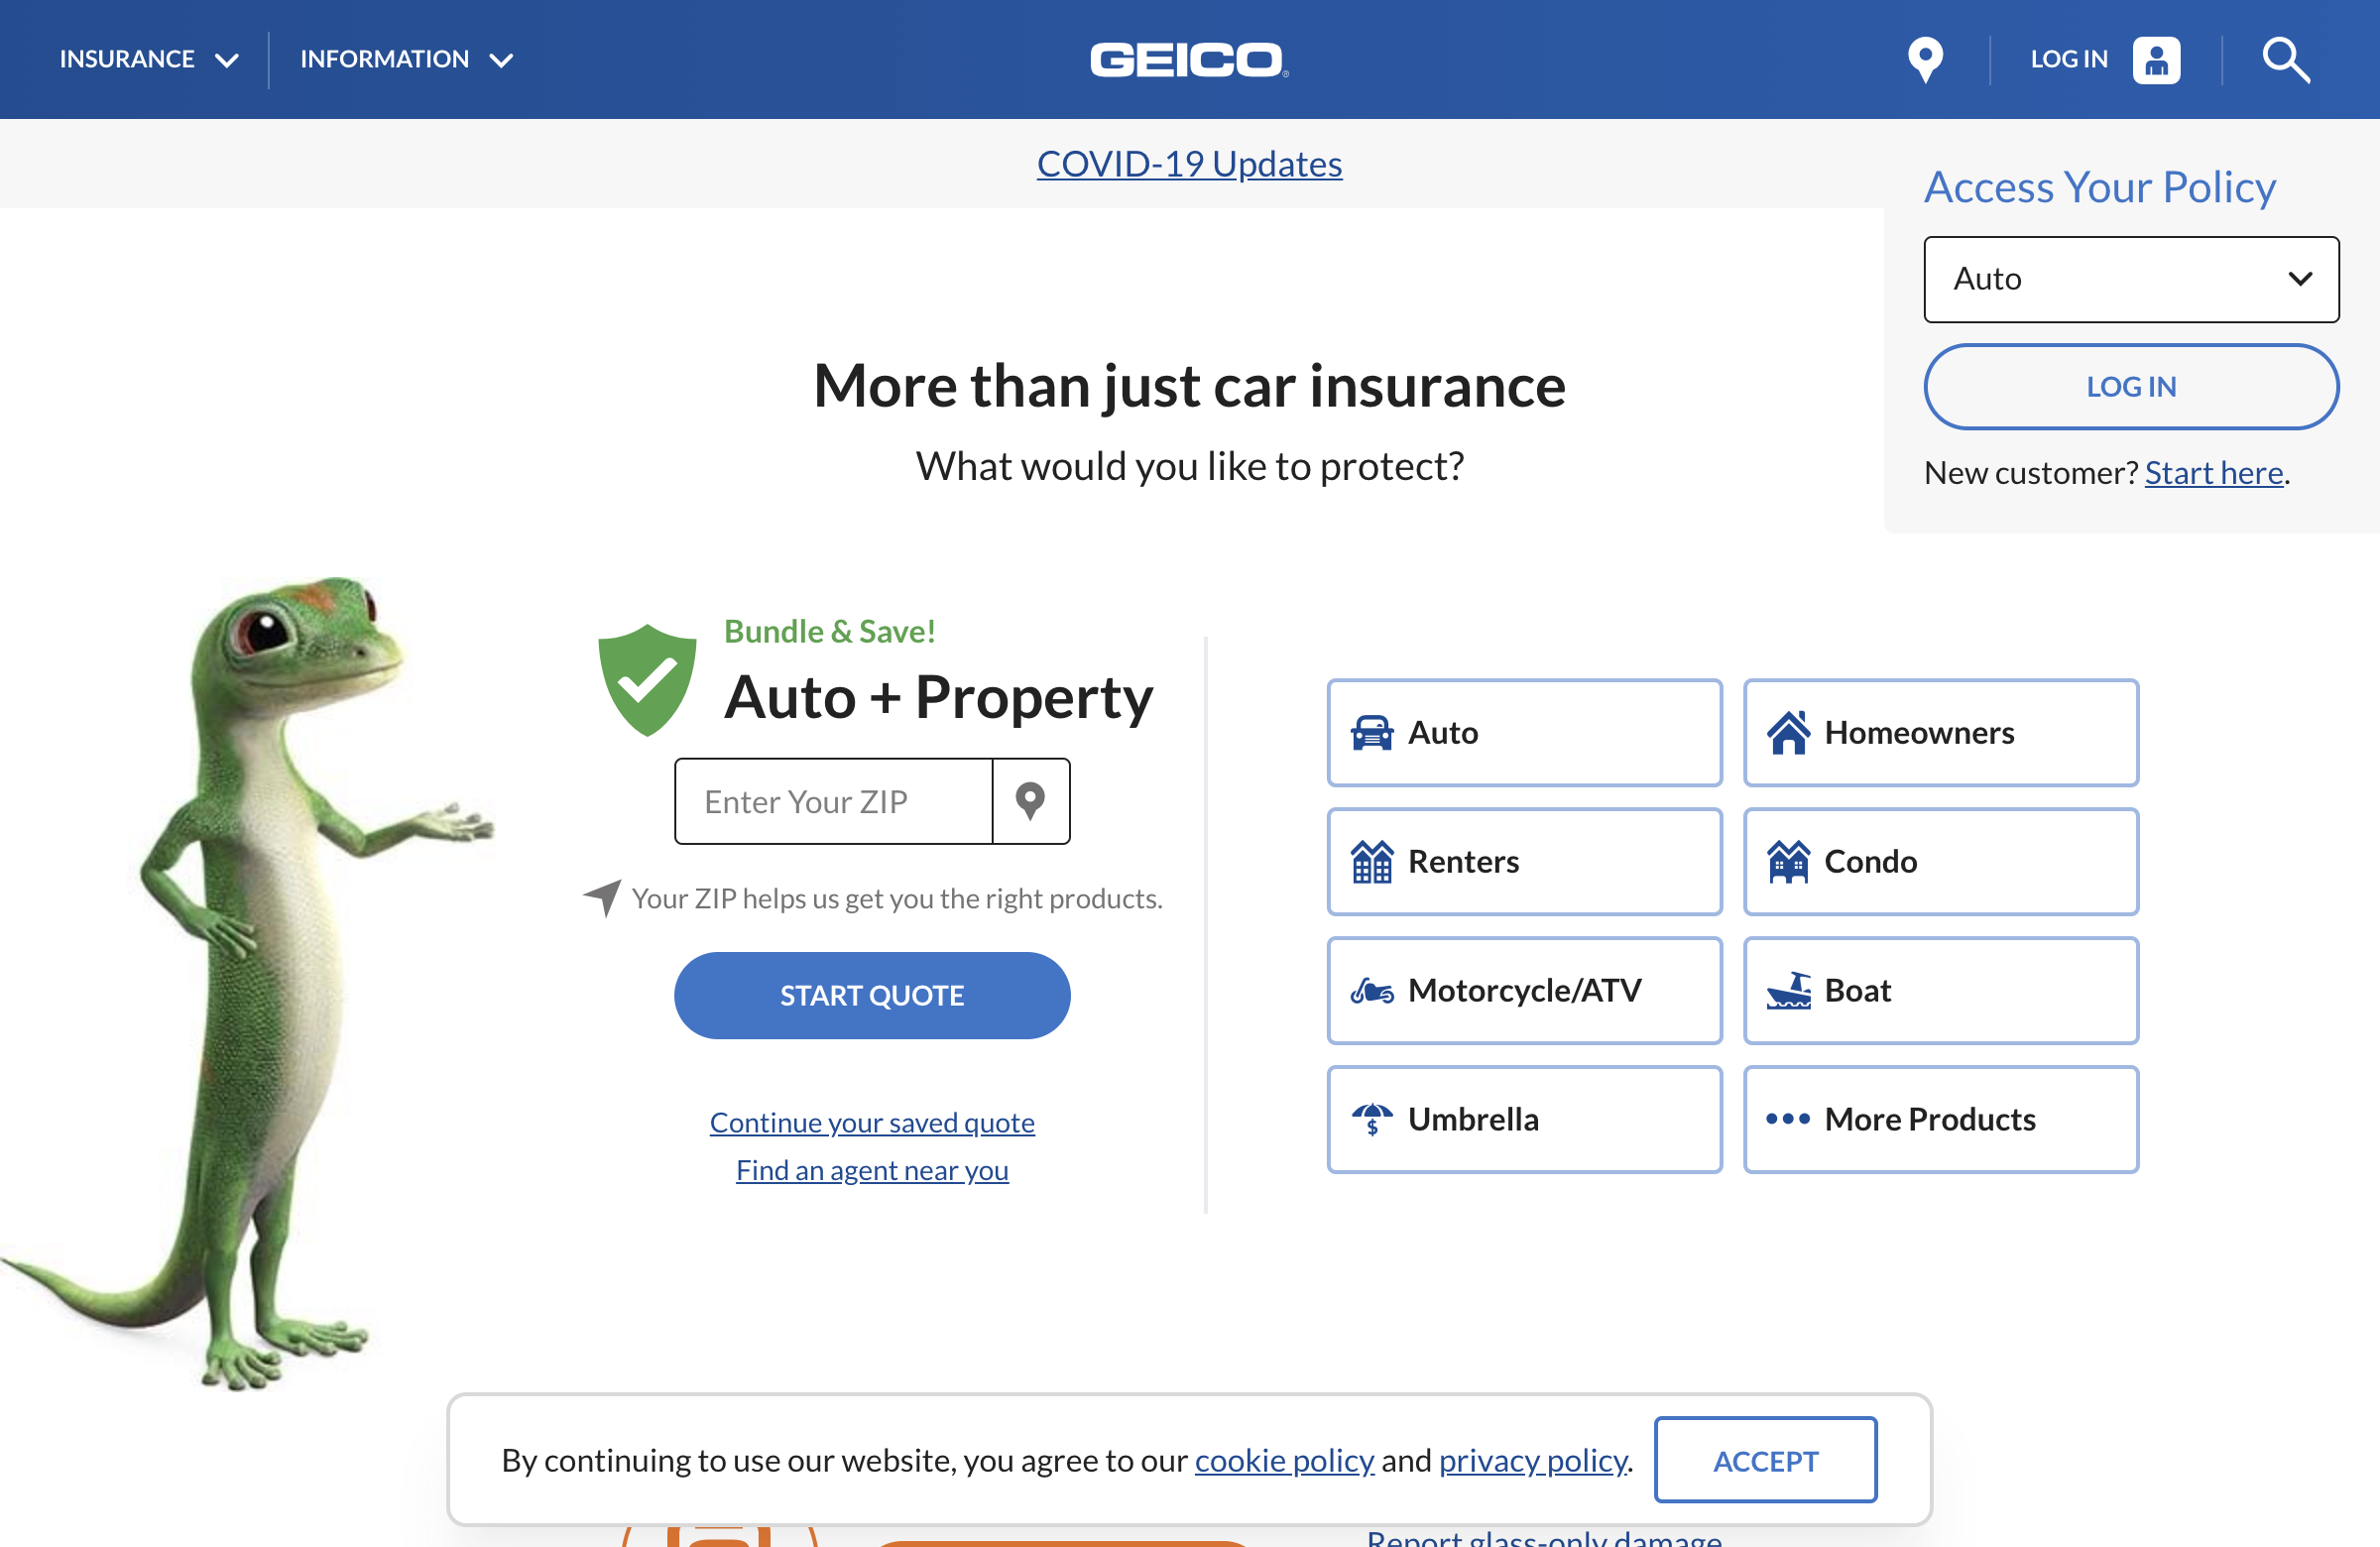 INSURANCE
INFORMATION
GEICO
LOG IN
COVID-19 Updates
Access Your Policy
Auto
LOG IN
New customer? Start here.
More than just car insurance
What would you like to protect?
Bundle & Save!
Auto + Property
Enter Your ZIP
Your ZIP helps us get you the right products.
START QUOTE
Continue your saved quote
Find an agent near you
Auto
Homeowners
Renters
Condo
Motorcycle/ATV
Boat
Umbrella
More Products
By continuing to use our website, you agree to our cookie policy and privacy policy.
ACCEPT
Report glass-only damage